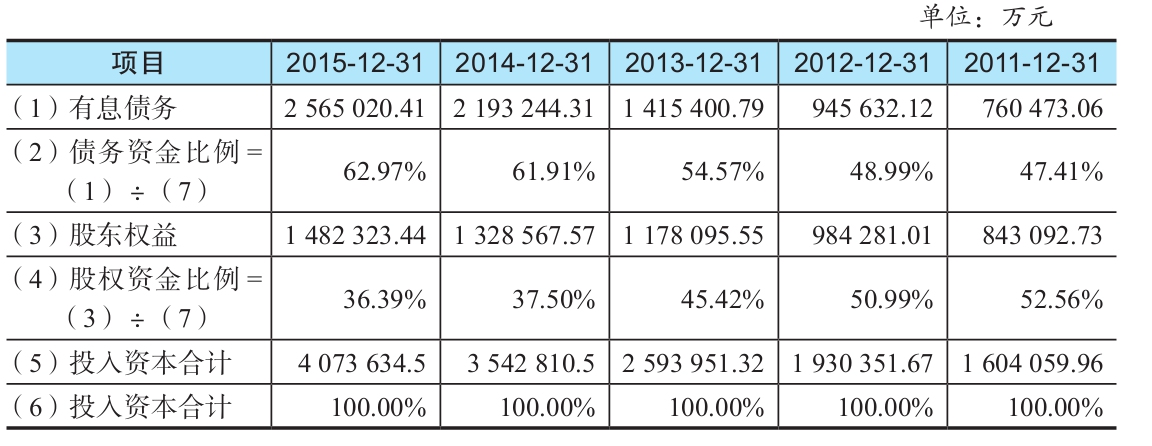 单位：万元
项目 2015-12-31 2014-12-31 2013-12-31 2012-12-31 2011-12-31
（1）有息债务 2 565 020.41 2 193 244.31 1 415 400.79 945 632.12 760 473.06
（2）债务资金比例=
（1）÷（7） 62.97% 61.91% 54.57% 48.99% 47.41%
（3）股东权益 1 482 323.44 1 328 567.57 1 178 095.55 984 281.01 843 092.73
（4）股权资金比例=
（3）÷（7） 36.39% 37.50% 45.42% 50.99% 52.56%
（5）投入资本合计 4 073 634.5 3 542 810.5 2 593 951.32 1 930 351.67 1 604 059.96
（6）投入资本合计 100.00% 100.00% 100.00% 100.00% 100.00%